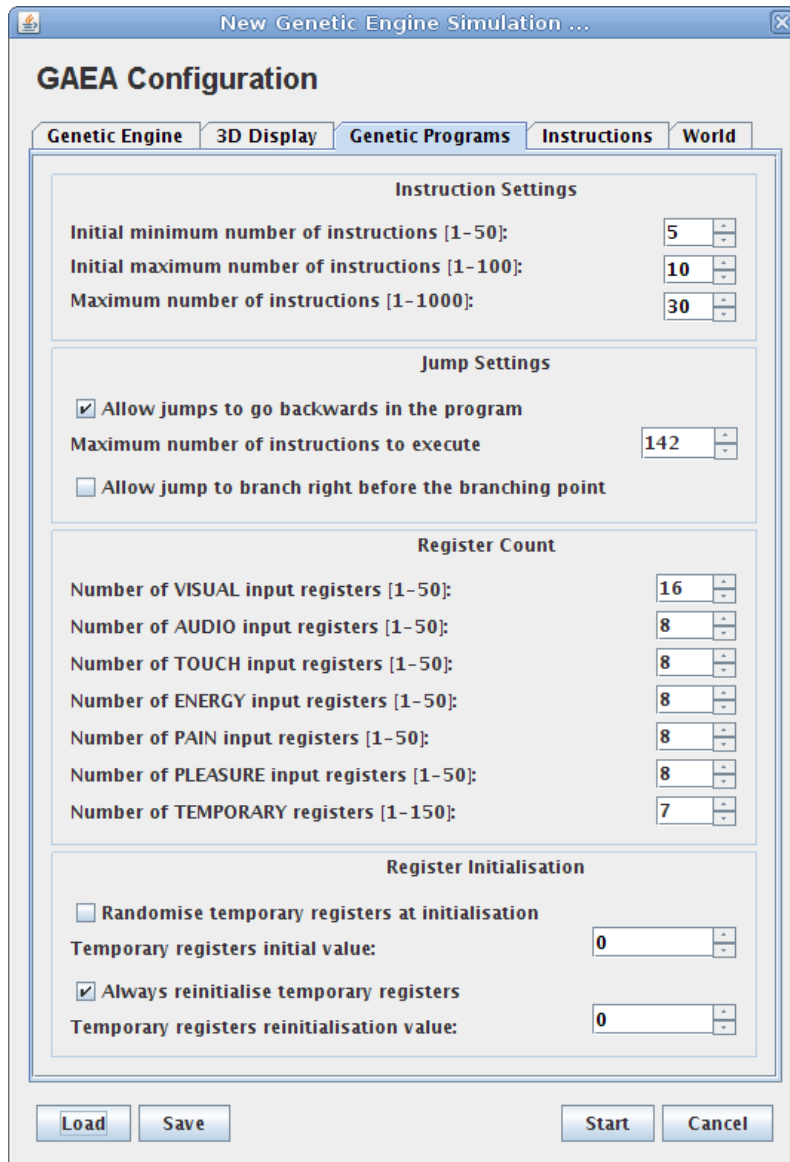 New Genetic Engine Simulation ...
GAEA Configuration
Genetic Engine 3D Display Genetic Programs Instructions World
Instruction Settings
Initial minimum number of instructions [1-50]: 5
Initial maximum number of instructions [1-100]: 10
Maximum number of instructions [1-1000]: 30
Jump Settings
Allow jumps to go backwards in the program
Maximum number of instructions to execute 142
Allow jump to branch right before the branching point
Register Count
Number of VISUAL input registers [1-50]: 16
Number of AUDIO input registers [1-50]: 8
Number of TOUCH input registers [1-50]: 8
Number of ENERGY input registers [1-50]: 8
Number of PAIN input registers [1-50]: 8
Number of PLEASURE input registers [1-50]: 8
Number of TEMPORARY registers [1-150]: 7
Register Initialisation
Randomise temporary registers at initialisation
Temporary registers initial value: 0
Always reinitialise temporary registers
Temporary registers reinitialisation value: 0
Load Save Start Cancel